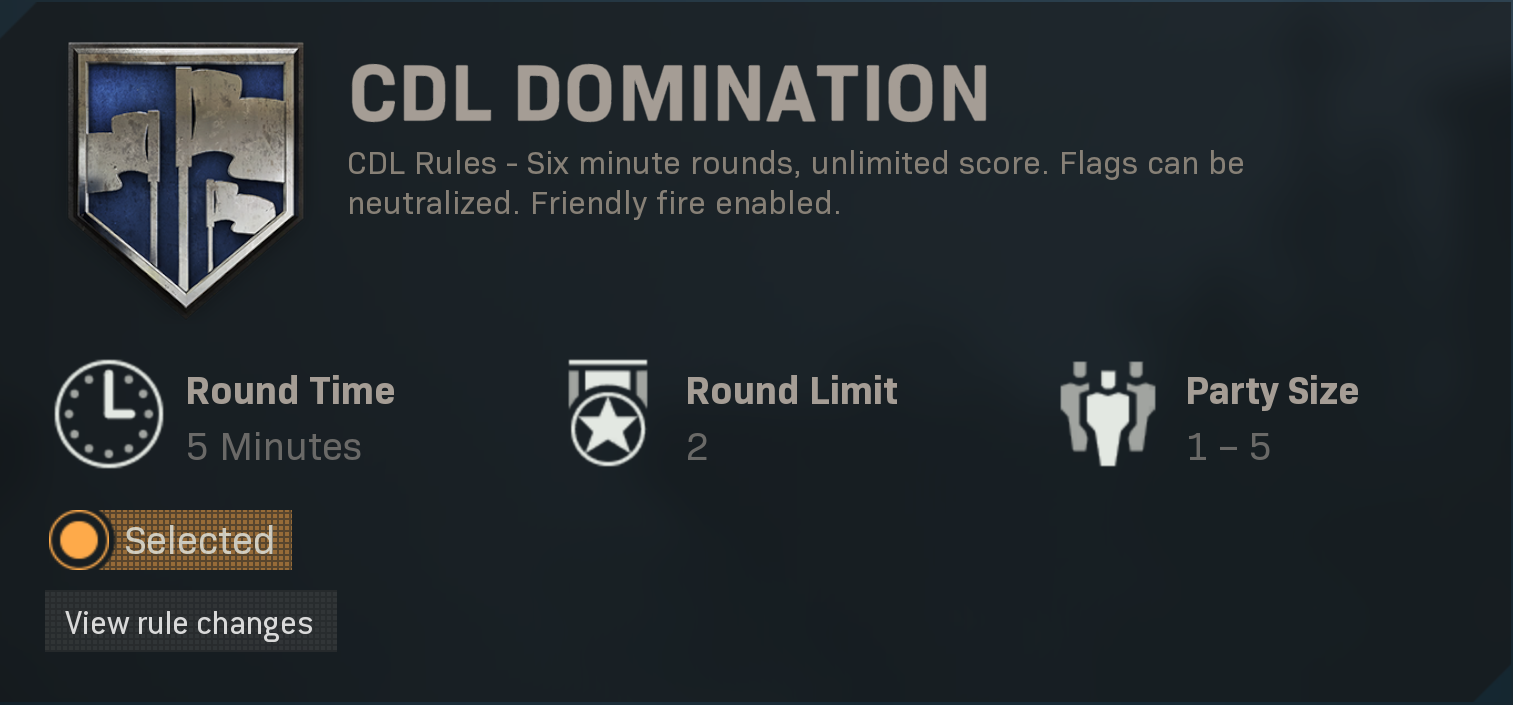 CDL DOMINATION
CDL Rules - Six minute rounds, unlimited score. Flags can be
neutralized. Friendly fire enabled.
Round Time
5 Minutes
Round Limit
2
Party Size
1 – 5
Selected
View rule changes